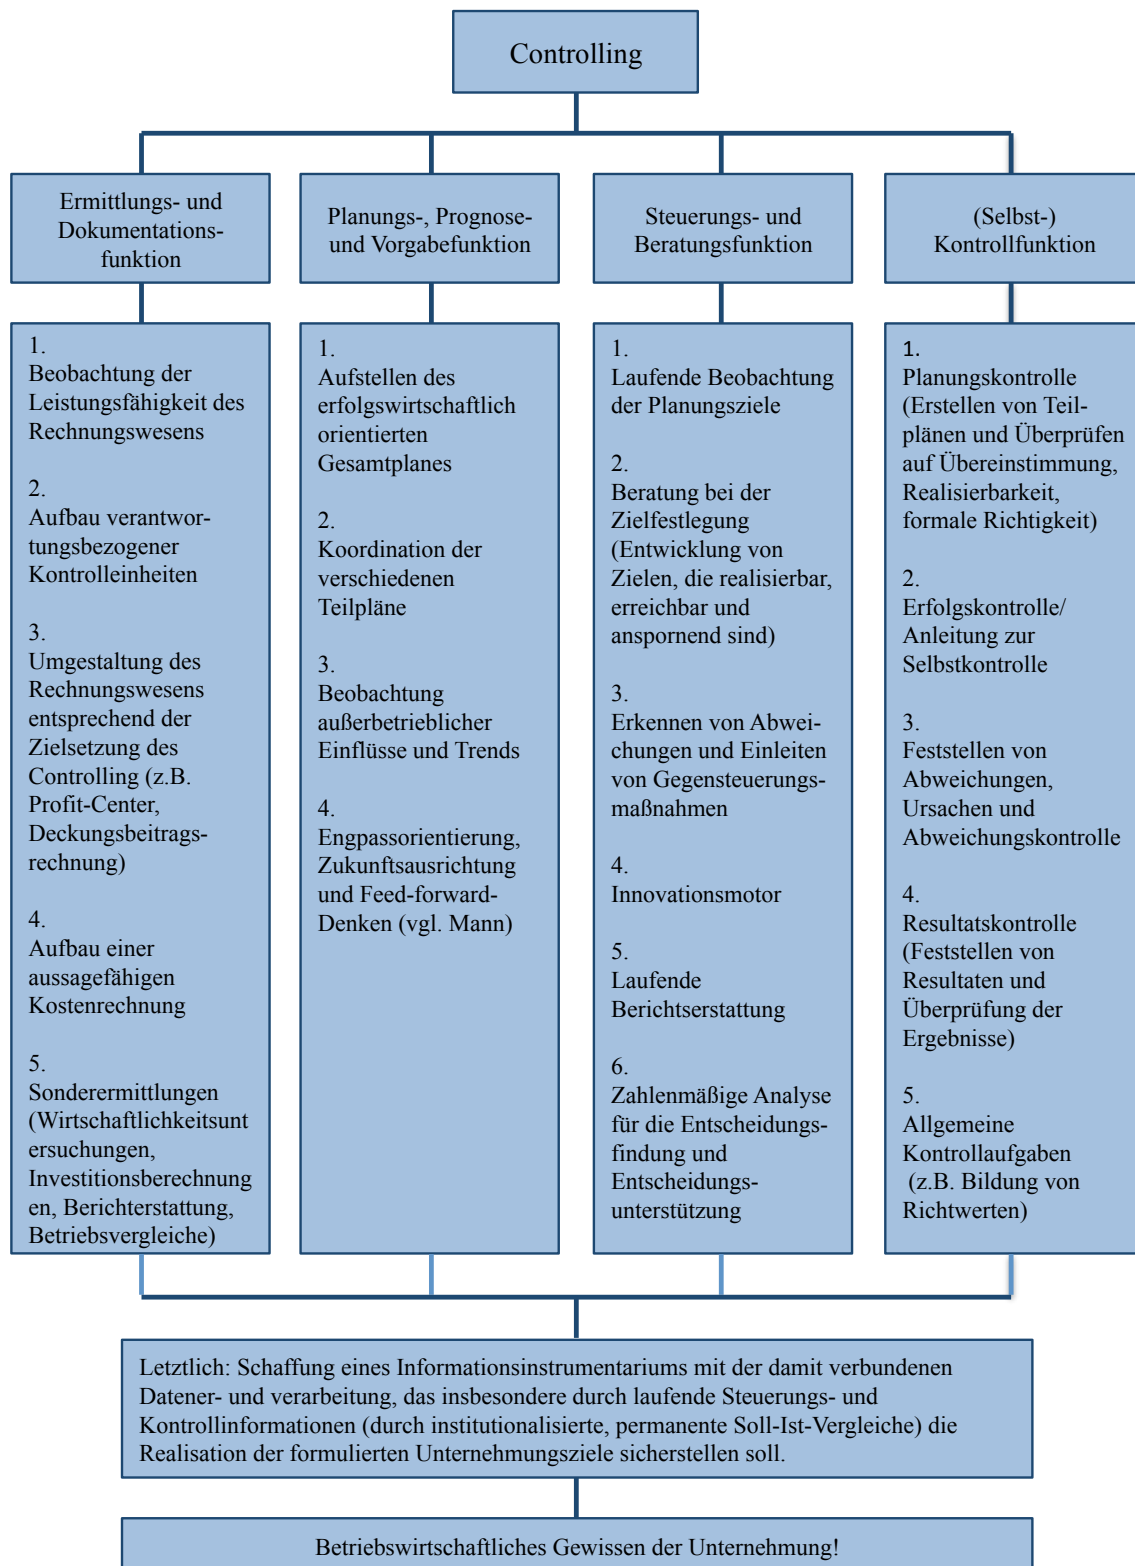 Controlling
Ermittlungs- und
Dokumentations-
funktion
Planungs-, Prognose-
und Vorgabefunktion
Steuerungs- und
Beratungsfunktion
(Selbst-)
Kontrollfunktion
1.
Beobachtung der
Leistungsfähigkeit des
Rechnungswesens
2.
Aufbau verantwor-
tungsbezogener
Kontrolleinheiten
3.
Umgestaltung des
Rechnungswesens
entsprechend der
Zielsetzung des
Controlling (z.B.
Profit-Center,
Deckungsbeitrags-
rechnung)
4.
Aufbau einer
aussagefähigen
Kostenrechnung
5.
Sonderermittlungen
(Wirtschaftlichkeitsunt
ersuchungen,
Investitionsberechnung
en, Berichterstattung,
Betriebsvergleiche)
1.
Aufstellen des
erfolgswirtschaftlich
orientierten
Gesamtplanes
2.
Koordination der
verschiedenen
Teilpläne
3.
Beobachtung
außerbetrieblicher
Einflüsse und Trends
4.
Engpassorientierung,
Zukunftsausrichtung
und Feed-forward-
Denken (vgl. Mann)
1.
Laufende Beobachtung
der Planungsziele
2.
Beratung bei der
Zielfestlegung
(Entwicklung von
Zielen, die realisierbar,
erreichbar und
anspornend sind)
3.
Erkennen von Abwei-
chungen und Einleiten
von Gegensteuerungs-
maßnahmen
4.
Innovationsmotor
5.
Laufende
Berichtserstattung
6.
Zahlenmäßige Analyse
für die Entscheidungs-
findung und
Entscheidungs-
unterstützung
1.
Planungskontrolle
(Erstellen von Teil-
plänen und Überprüfen
auf Übereinstimmung,
Realisierbarkeit,
formale Richtigkeit)
2.
Erfolgskontrolle/
Anleitung zur
Selbstkontrolle
3.
Feststellen von
Abweichungen,
Ursachen und
Abweichungskontrolle
4.
Resultatskontrolle
(Feststellen von
Resultaten und
Überprüfung der
Ergebnisse)
5.
Allgemeine
Kontrollaufgaben
(z.B. Bildung von
Richtwerten)
Letztlich: Schaffung eines Informationsinstrumentariums mit der damit verbundenen
Datener- und verarbeitung, das insbesondere durch laufende Steuerungs- und
Kontrollinformationen (durch institutionalisierte, permanente Soll-Ist-Vergleiche) die
Realisation der formulierten Unternehmungsziele sicherstellen soll.
Betriebswirtschaftliches Gewissen der Unternehmung!